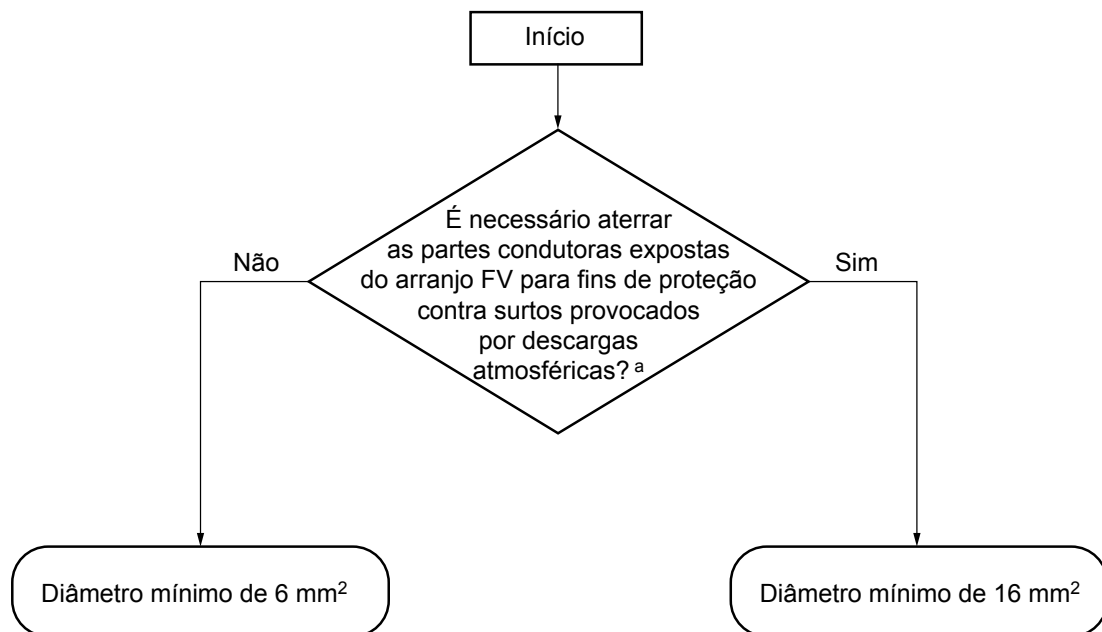 Início
É necessário aterrar
as partes condutoras expostas
do arranjo FV para fins de proteção
contra surtos provocados
por descargas
atmosféricas? ª
Não
Sim
Diâmetro mínimo de 6 mm²
Diâmetro mínimo de 16 mm²